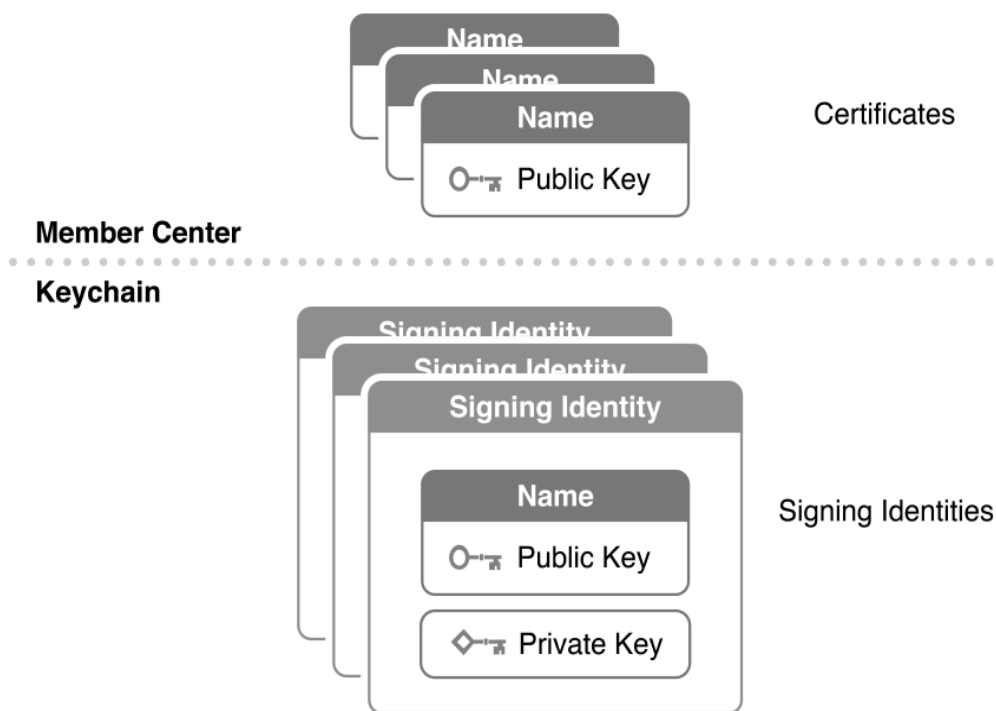 Name
Name
Name
Certificates
Public Key
Member Center
Keychain
Signing Identity
Signing Identity
Signing Identity
Name
Signing Identities
Public Key
Private Key